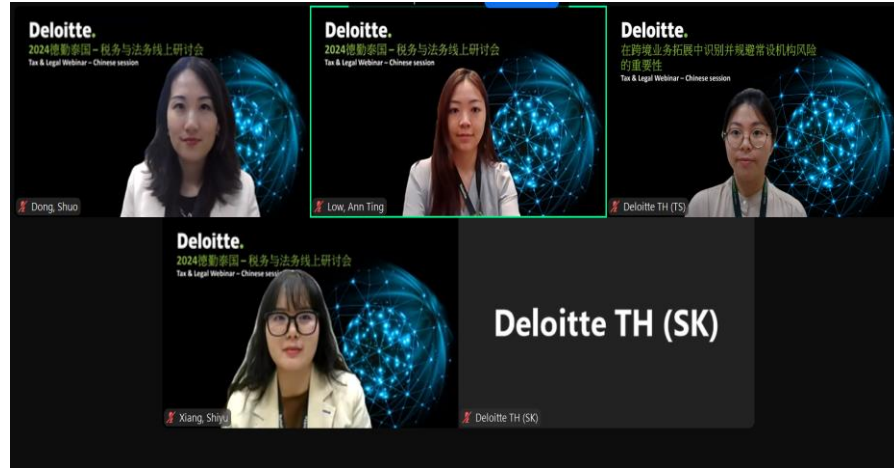 Deloitte.
2024德勤泰国 – 税务与法务线上研讨会
Tax & Legal Webinar – Chinese session
Dong, Shuo
Deloitte.
2024德勤泰国 – 税务与法务线上研讨会
Tax & Legal Webinar – Chinese session
Low, Ann Ting
Deloitte.
在跨境业务拓展中识别并规避常设机构风险
的重要性
Tax & Legal Webinar – Chinese session
Deloitte TH (TS)
Deloitte.
2024德勤泰国 – 税务与法务线上研讨会
Tax & Legal Webinar – Chinese session
Xiang, Shiyu
Deloitte TH (SK)
Deloitte TH (SK)